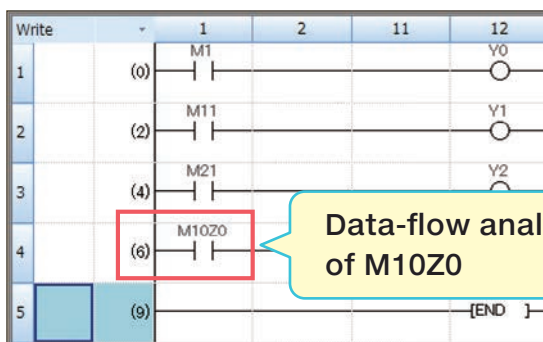 Write 1 2 11 12
M1 Y0
1 (0)
M11 Y1
2 (2)
M21 Y2
3 (4)
M10Z0
4 (6)
Data-flow anal
of M10Z0
5 (9) [END ]